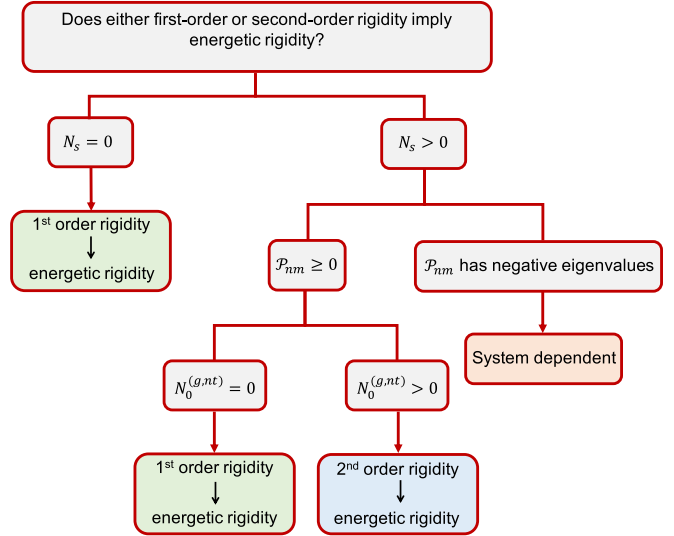 Does either first-order or second-order rigidity imply
energetic rigidity?
N_s = 0
N_s > 0
1st order rigidity
energetic rigidity
𝒫_nm ≥ 0
𝒫_nm has negative eigenvalues
System dependent
N_0^(g,nt) = 0
N_0^(g,nt) > 0
1st order rigidity
energetic rigidity
2nd order rigidity
energetic rigidity